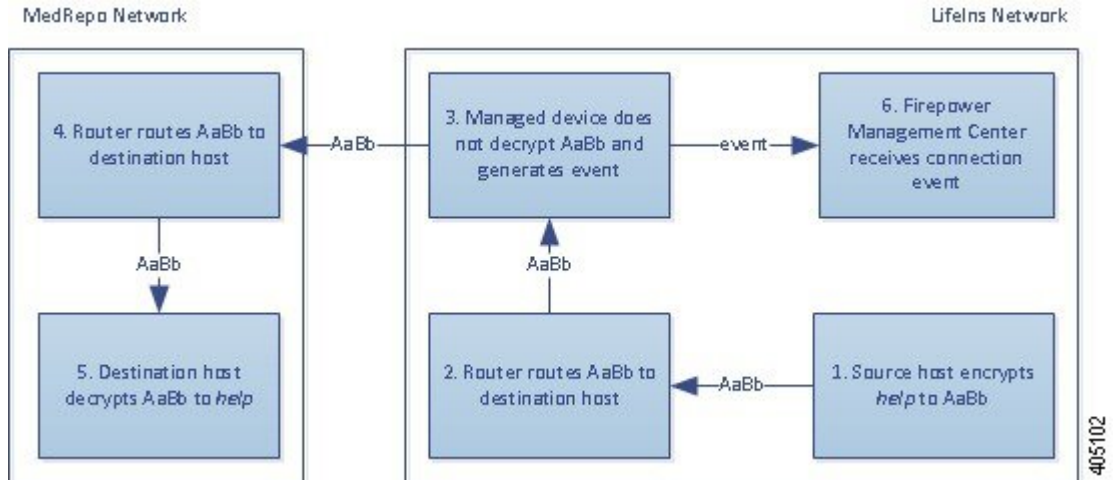 MedRepo Network
LifeIns Network
4. Router routes AaBb to
destination host
AaBb
3. Managed device does
not decrypt AaBb and
generates event
event
6. Firepower
Management Center
receives connection
event
AaBb
AaBb
5. Destination host
decrypts AaBb to help
2. Router routes AaBb to
destination host
AaBb
1. Source host encrypts
help to AaBb
405102